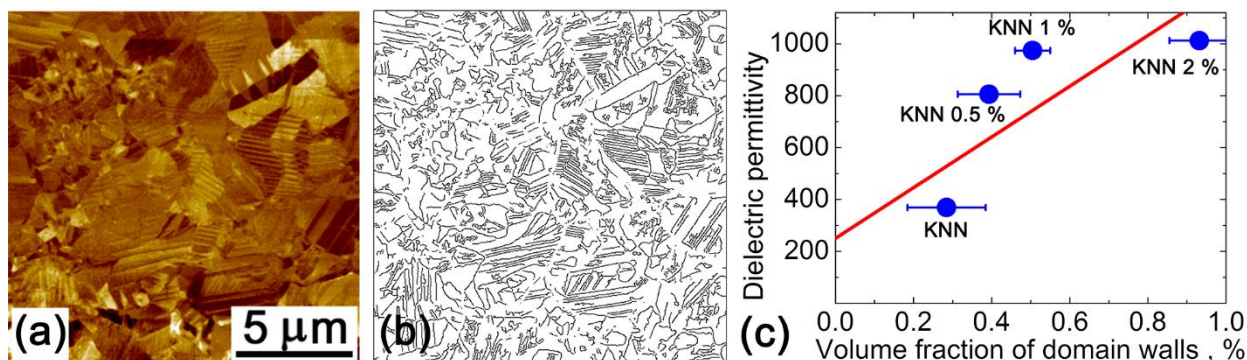 (a)
5 μm
(b)
(c)
Dielectric permittivity
1000
800
600
400
200
KNN 1 %
KNN 2 %
KNN 0.5 %
KNN
0.0 0.2 0.4 0.6 0.8 1.0
Volume fraction of domain walls , %